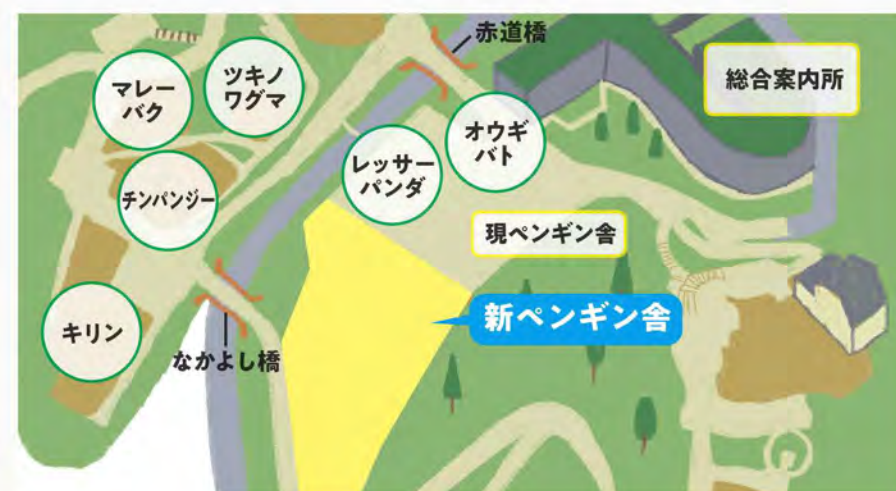 赤道橋
総合案内所
マレー
バク
ツキノ
ワグマ
オウギ
バト
レッサー
パンダ
チンパンジー
現ペンギン舎
新ペンギン舎
キリン
なかよし橋